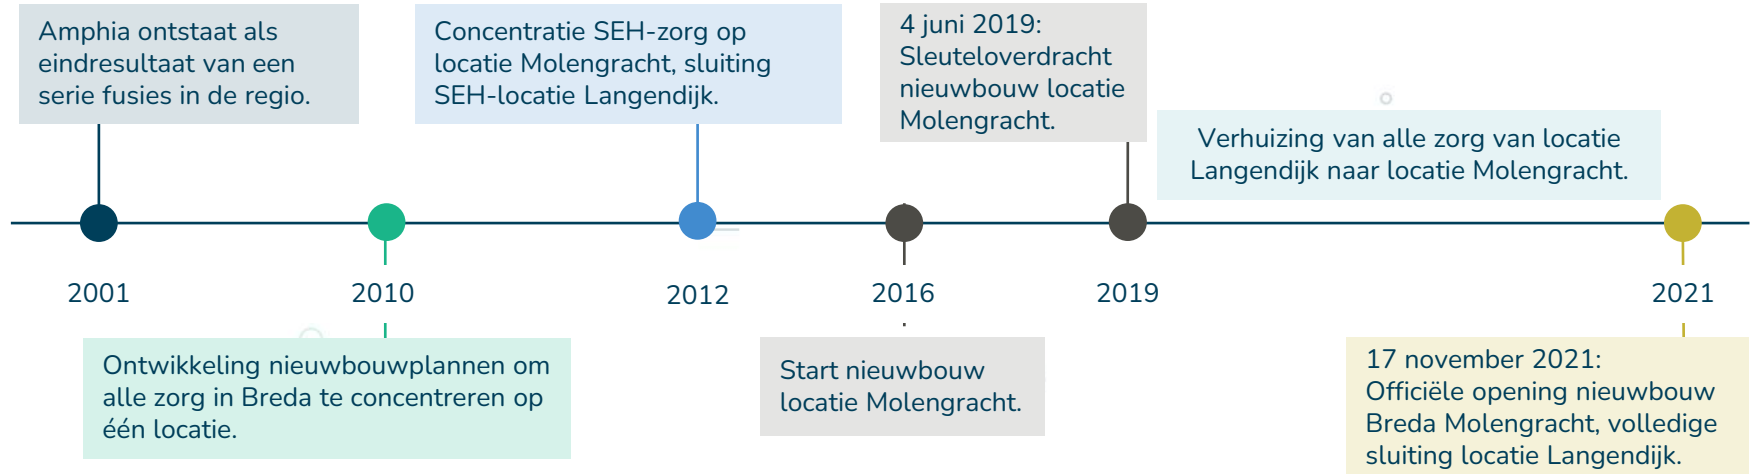 Amphia ontstaat als
eindresultaat van een
serie fusies in de regio.
Concentratie SEH-zorg op
locatie Molengracht, sluiting
SEH-locatie Langendijk.
4 juni 2019:
Sleuteloverdracht
nieuwbouw locatie
Molengracht.
Verhuizing van alle zorg van locatie
Langendijk naar locatie Molengracht.
2001
2010
2012
2016
2019
2021
Ontwikkeling nieuwbouwplannen om
alle zorg in Breda te concentreren op
één locatie.
Start nieuwbouw
locatie Molengracht.
17 november 2021:
Officiële opening nieuwbouw
Breda Molengracht, volledige
sluiting locatie Langendijk.